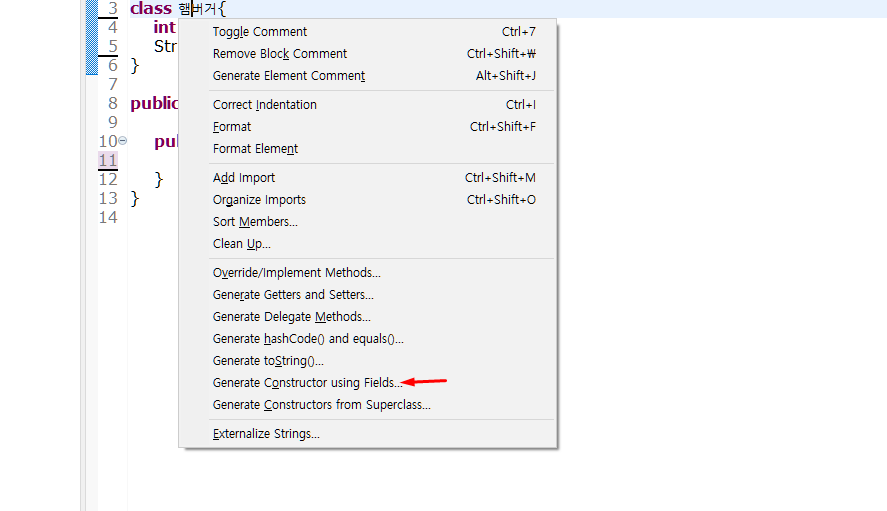 3 class 햄버거{
4 int
5 Str
6 }
7
8 public
9
10 pu
11
12 }
13 }
14
Toggle Comment Ctrl+7
Remove Block Comment Ctrl+Shift+₩
Generate Element Comment Alt+Shift+J
Correct Indentation Ctrl+I
Format Ctrl+Shift+F
Format Element
Add Import Ctrl+Shift+M
Organize Imports Ctrl+Shift+O
Sort Members...
Clean Up...
Override/Implement Methods...
Generate Getters and Setters...
Generate Delegate Methods...
Generate hashCode() and equals()...
Generate toString()...
Generate Constructor using Fields...
Generate Constructors from Superclass...
Externalize Strings...